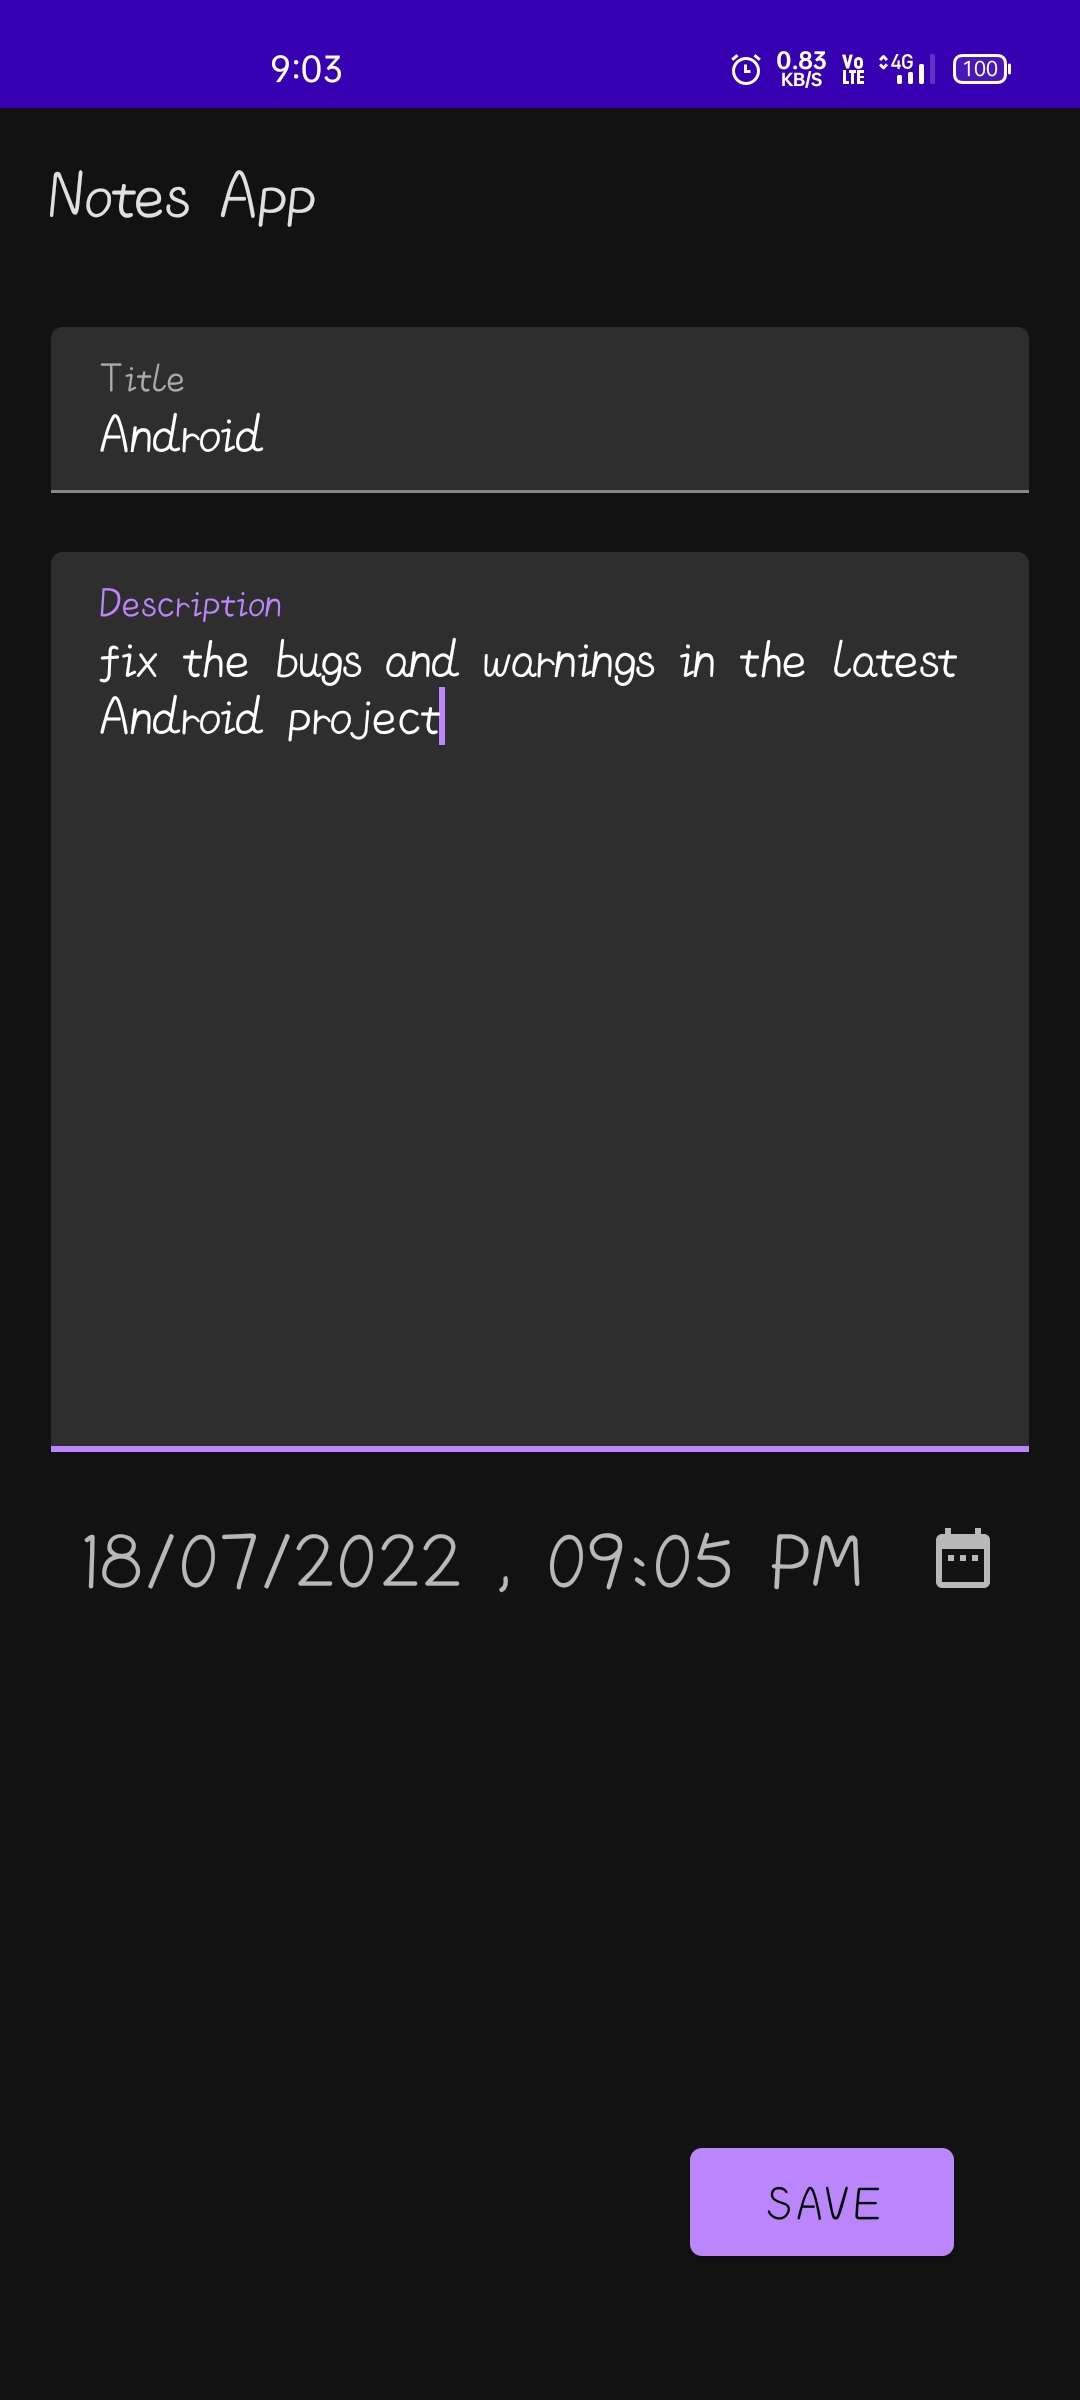 9:03 0.83 KB/S Vo LTE 4G 100
Notes App
Title
Android
Description
fix the bugs and warnings in the latest
Android project
18/07/2022 , 09:05 PM
SAVE